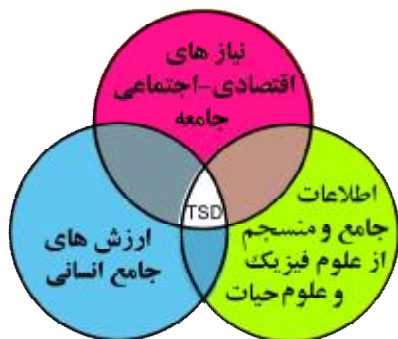 نیاز های
اقتصادی-اجتماعی
جامعه
TSD
ارزش های
جامع انسانی
اطلاعات
جامع و منسجم
از علوم فیزیک
و علوم حیات